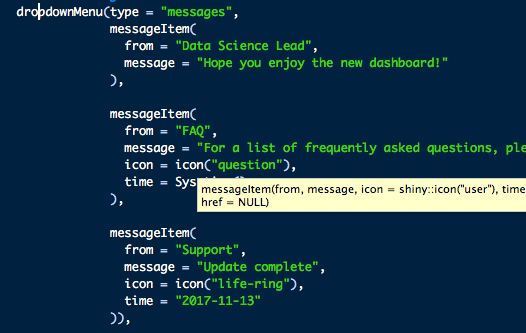 dropdownMenu(type = "messages",
messageItem(
from = "Data Science Lead",
message = "Hope you enjoy the new dashboard!"
),
messageItem(
from = "FAQ",
message = "For a list of frequently asked questions, ple
icon = icon("question"),
time = Sys
messageItem(from, message, icon = shiny::icon("user"), time
href = NULL)
),
messageItem(
from = "Support",
message = "Update complete",
icon = icon("life-ring"),
time = "2017-11-13"
)),